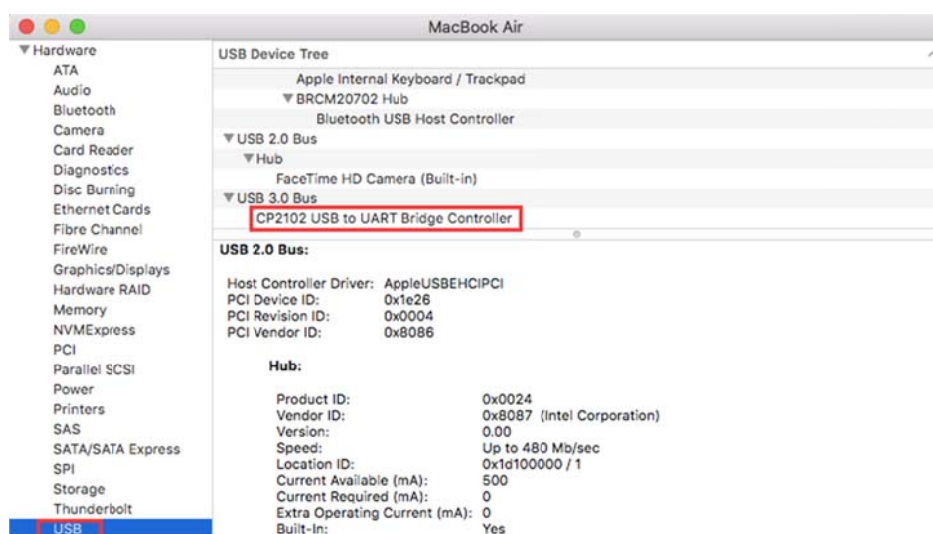 MacBook Air
Hardware
ATA
Audio
Bluetooth
Camera
Card Reader
Diagnostics
Disc Burning
Ethernet Cards
Fibre Channel
FireWire
Graphics/Displays
Hardware RAID
Memory
NVMExpress
PCI
Parallel SCSI
Power
Printers
SAS
SATA/SATA Express
SPI
Storage
Thunderbolt
USB
USB Device Tree
Apple Internal Keyboard / Trackpad
BRCM20702 Hub
Bluetooth USB Host Controller
USB 2.0 Bus
Hub
FaceTime HD Camera (Built-in)
USB 3.0 Bus
CP2102 USB to UART Bridge Controller
USB 2.0 Bus:
Host Controller Driver: AppleUSBEHCIPCI
PCI Device ID: 0x1e26
PCI Revision ID: 0x0004
PCI Vendor ID: 0x8086
Hub:
Product ID: 0x0024
Vendor ID: 0x8087 (Intel Corporation)
Version: 0.00
Speed: Up to 480 Mb/sec
Location ID: 0x1d100000 / 1
Current Available (mA): 500
Current Required (mA): 0
Extra Operating Current (mA): 0
Built-In: Yes